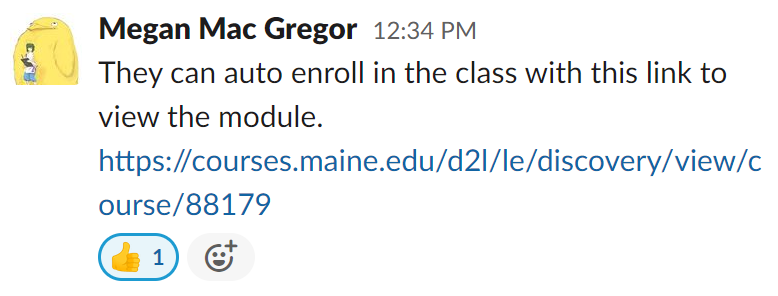 Megan Mac Gregor 12:34 PM
They can auto enroll in the class with this link to
view the module.
https://courses.maine.edu/d2l/le/discovery/view/c
ourse/88179
1